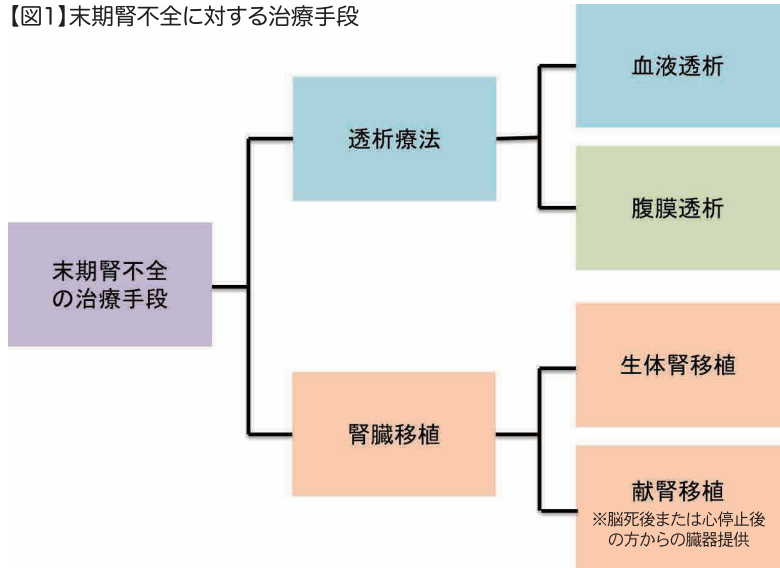 【図1】末期腎不全に対する治療手段
血液透析
透析療法
腹膜透析
末期腎不全
の治療手段
生体腎移植
腎臓移植
献腎移植
※脳死後または心停止後
の方からの臓器提供